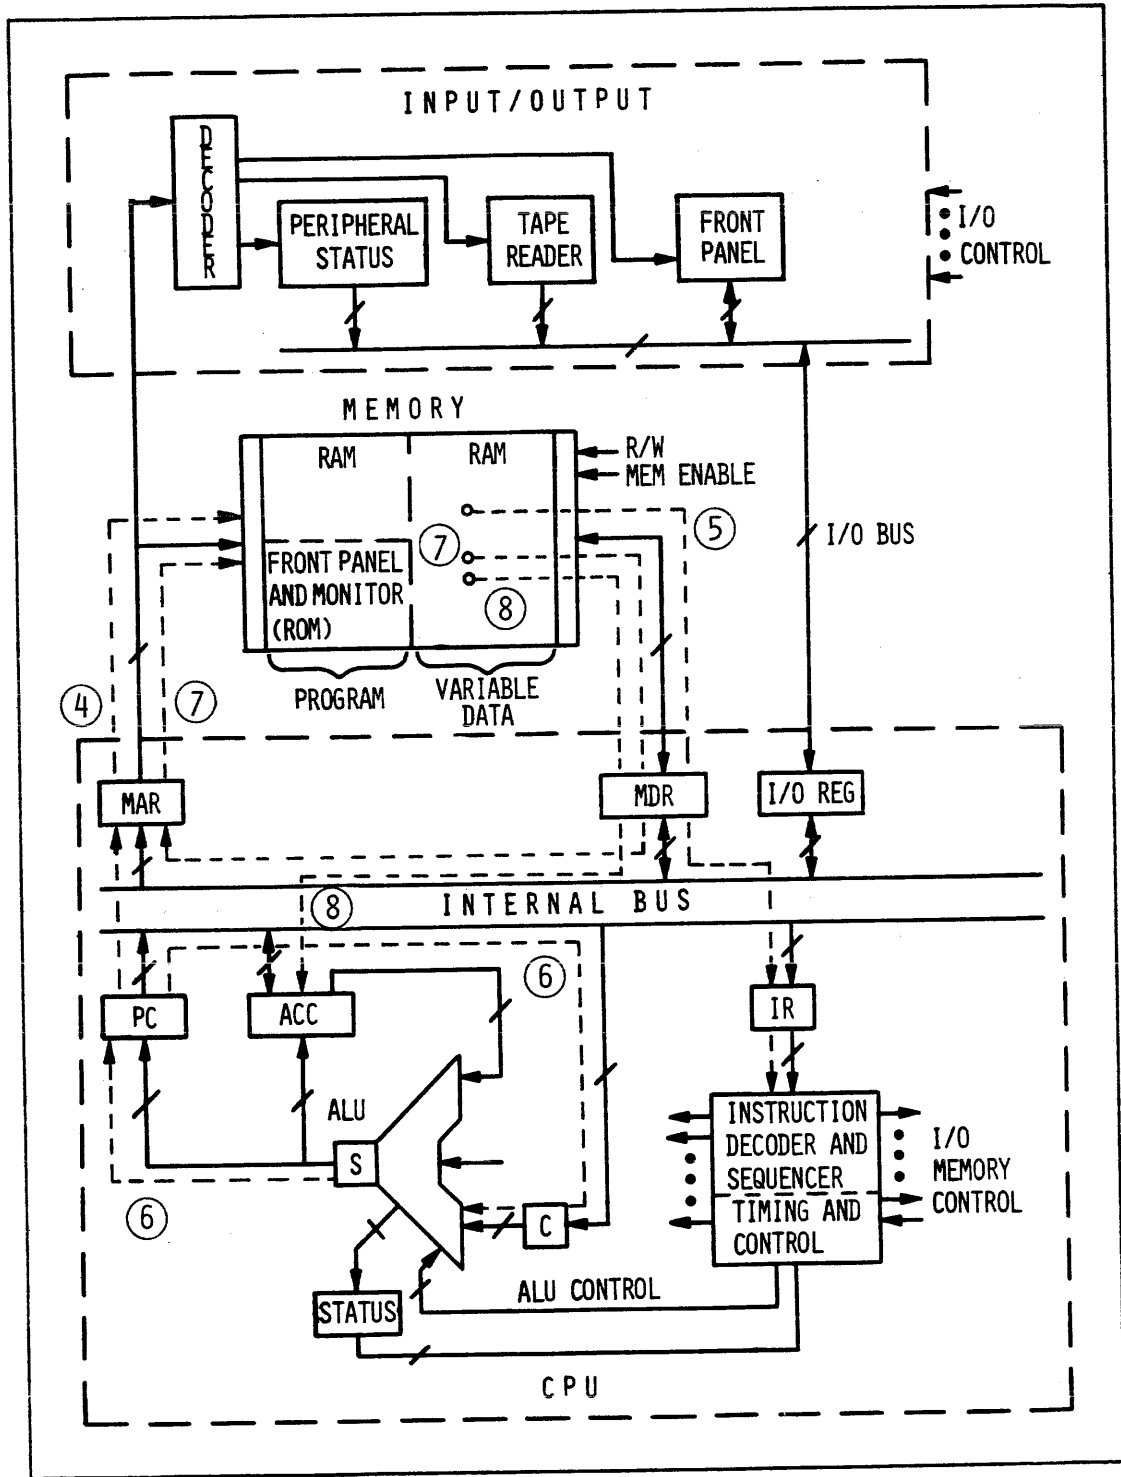 INPUT/OUTPUT
DECODER
PERIPHERAL
STATUS
TAPE
READER
FRONT
PANEL
I/O
CONTROL
MEMORY
RAM
RAM
R/W
MEM ENABLE
5
7
I/O BUS
FRONT PANEL
AND MONITOR
(ROM)
8
PROGRAM
VARIABLE
DATA
4
7
MAR
MDR
I/O REG
8
INTERNAL BUS
6
PC
ACC
IR
ALU
S
INSTRUCTION
DECODER AND
SEQUENCER
TIMING AND
CONTROL
I/O
MEMORY
CONTROL
6
C
ALU CONTROL
STATUS
CPU